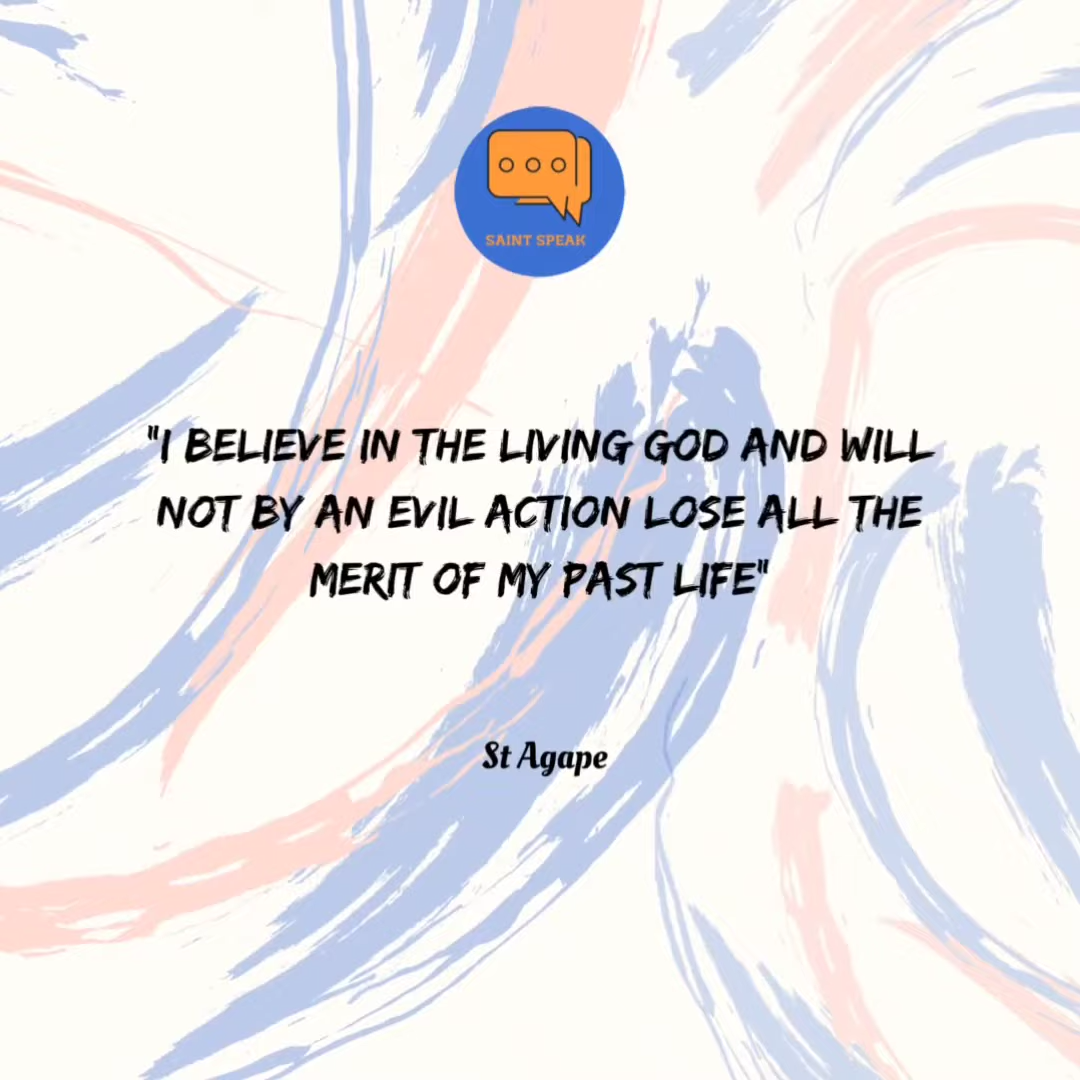 SAINT SPEAK
"I BELIEVE IN THE LIVING GOD AND WILL
NOT BY AN EVIL ACTION LOSE ALL THE
MERIT OF MY PAST LIFE"
St Agape